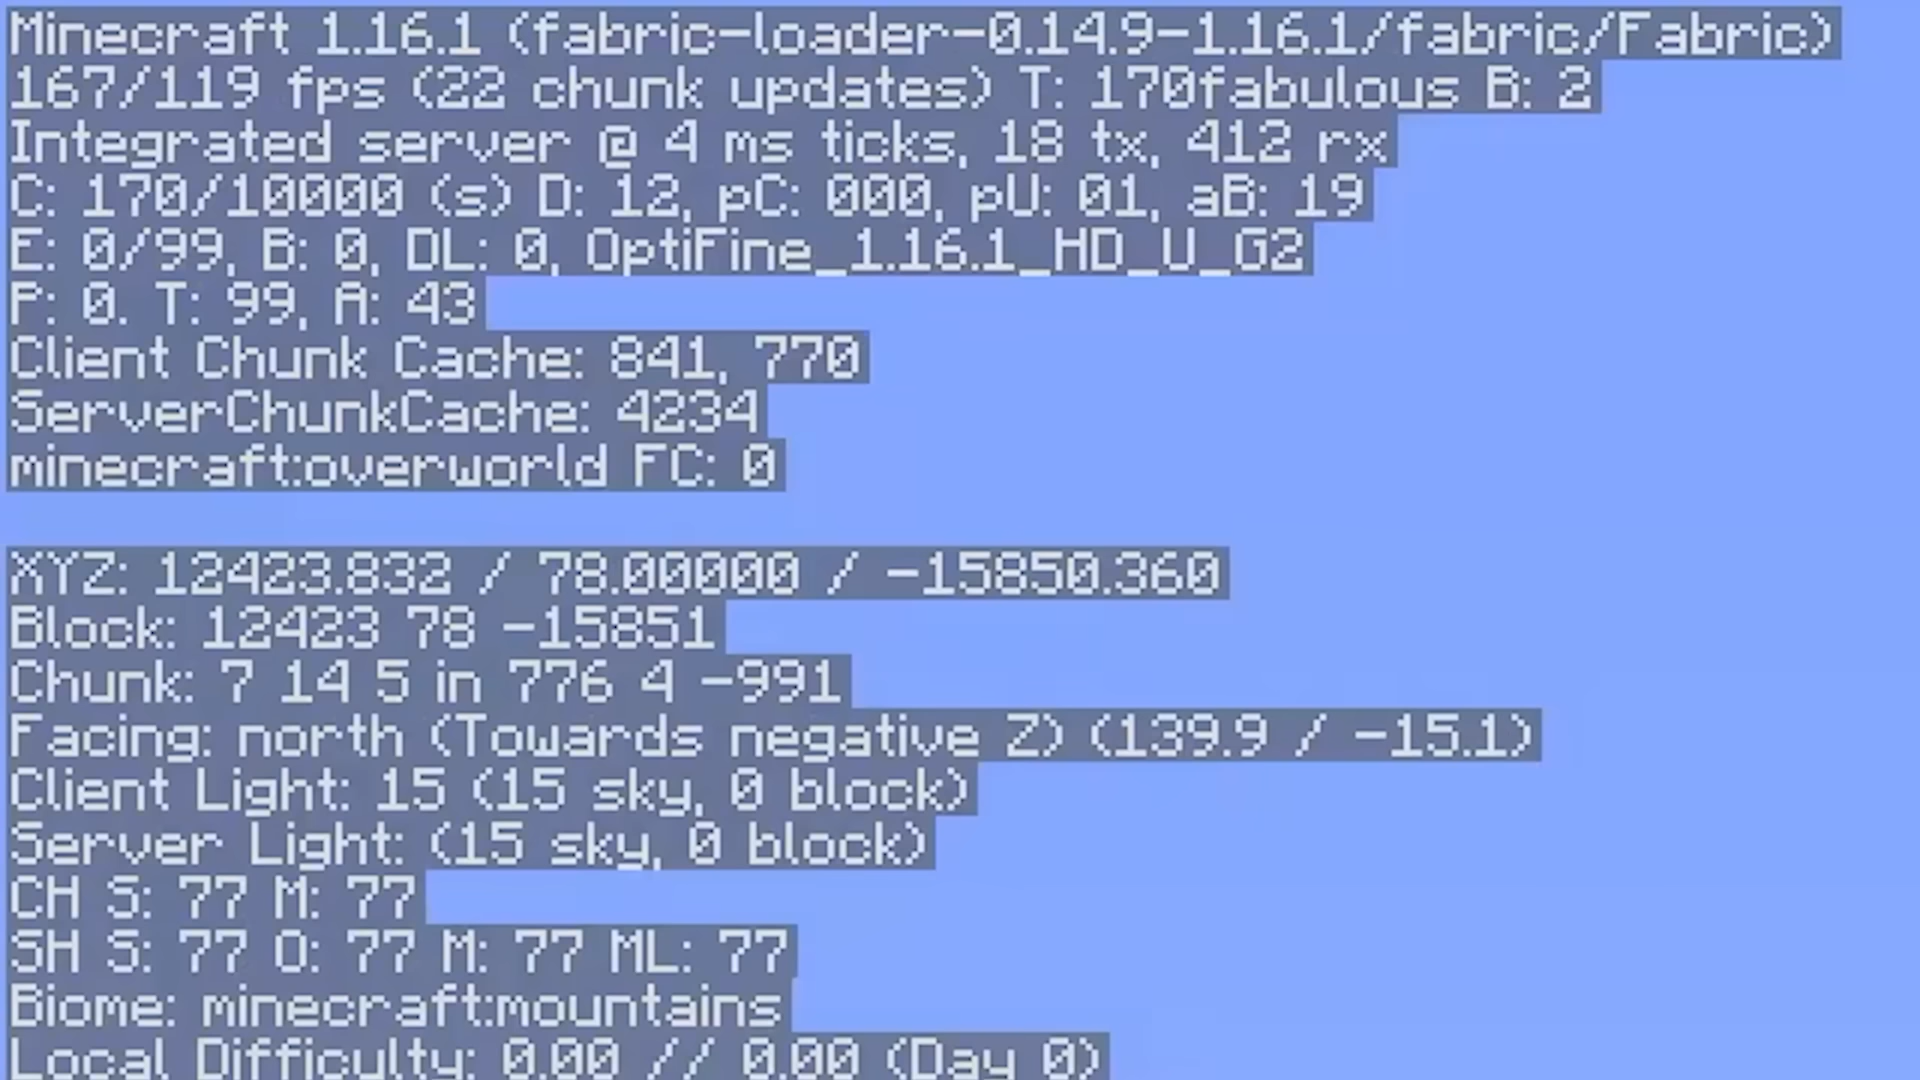 Minecraft 1.16.1 (fabric-loader-0.14.9-1.16.1/fabric/Fabric)
167/119 fps (22 chunk updates) T: 170fabulous B: 2
Integrated server @ 4 ms ticks, 18 tx, 412 rx
C: 170/10000 (s) D: 12, pC: 000, pU: 01, aB: 19
E: 0/99, B: 0, DL: 0, OptiFine_1.16.1_HD_U_G2
P: 0. T: 99, A: 43
Client Chunk Cache: 841, 770
ServerChunkCache: 4234
minecraft:overworld FC: 0
XYZ: 12423.832 / 78.00000 / -15850.360
Block: 12423 78 -15851
Chunk: 7 14 5 in 776 4 -991
Facing: north (Towards negative Z) (139.9 / -15.1)
Client Light: 15 (15 sky, 0 block)
Server Light: (15 sky, 0 block)
CH S: 77 M: 77
SH S: 77 O: 77 M: 77 ML: 77
Biome: minecraft:mountains
Local Difficulty: 0.00 // 0.00 (Day 0)